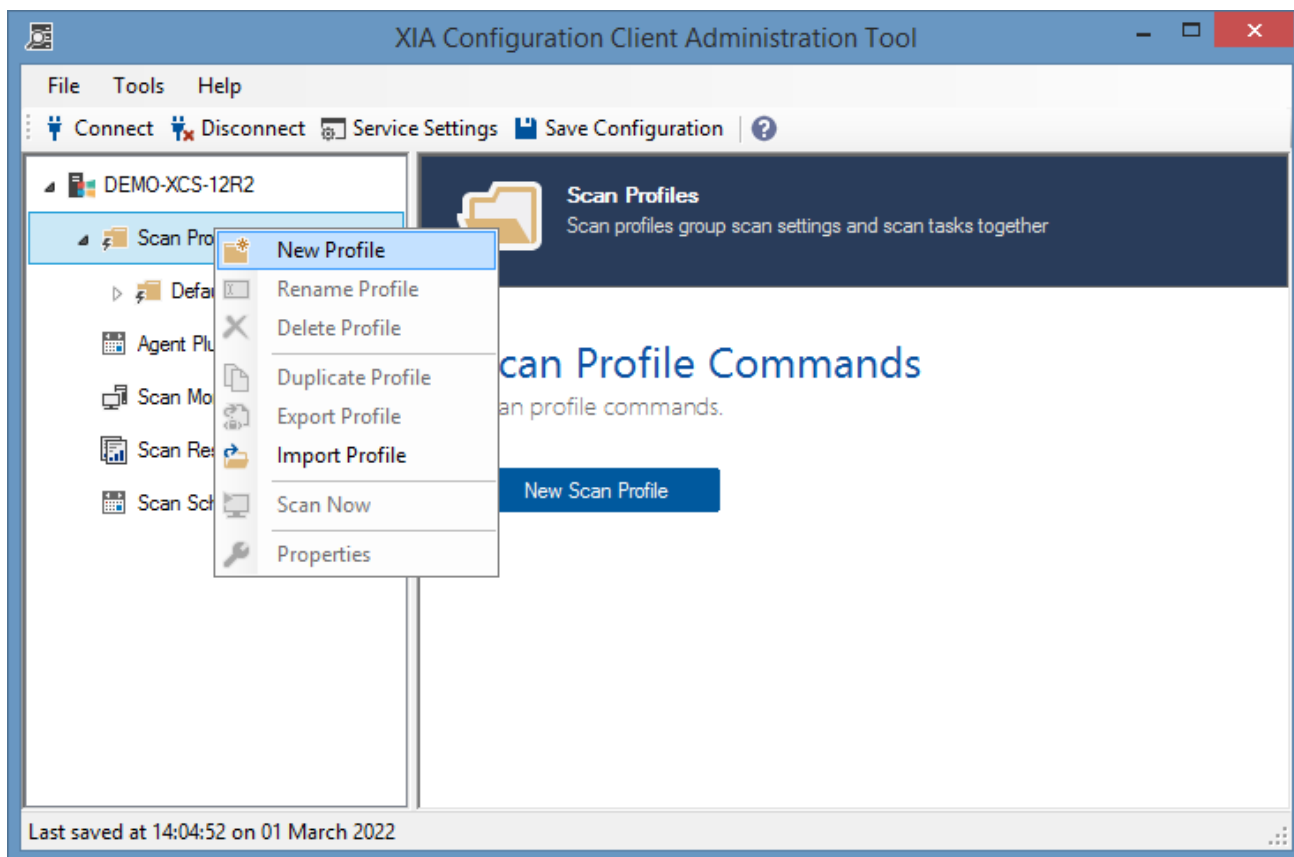 XIA Configuration Client Administration Tool
File Tools Help
Connect Disconnect Service Settings Save Configuration
DEMO-XCS-12R2
Scan Profiles
Scan profiles group scan settings and scan tasks together
Scan Pro
New Profile
Defau
Rename Profile
Delete Profile
Agent Plu
can Profile Commands
Duplicate Profile
Scan Mo
an profile commands.
Export Profile
Scan Res
Import Profile
New Scan Profile
Scan Sch
Scan Now
Properties
Last saved at 14:04:52 on 01 March 2022